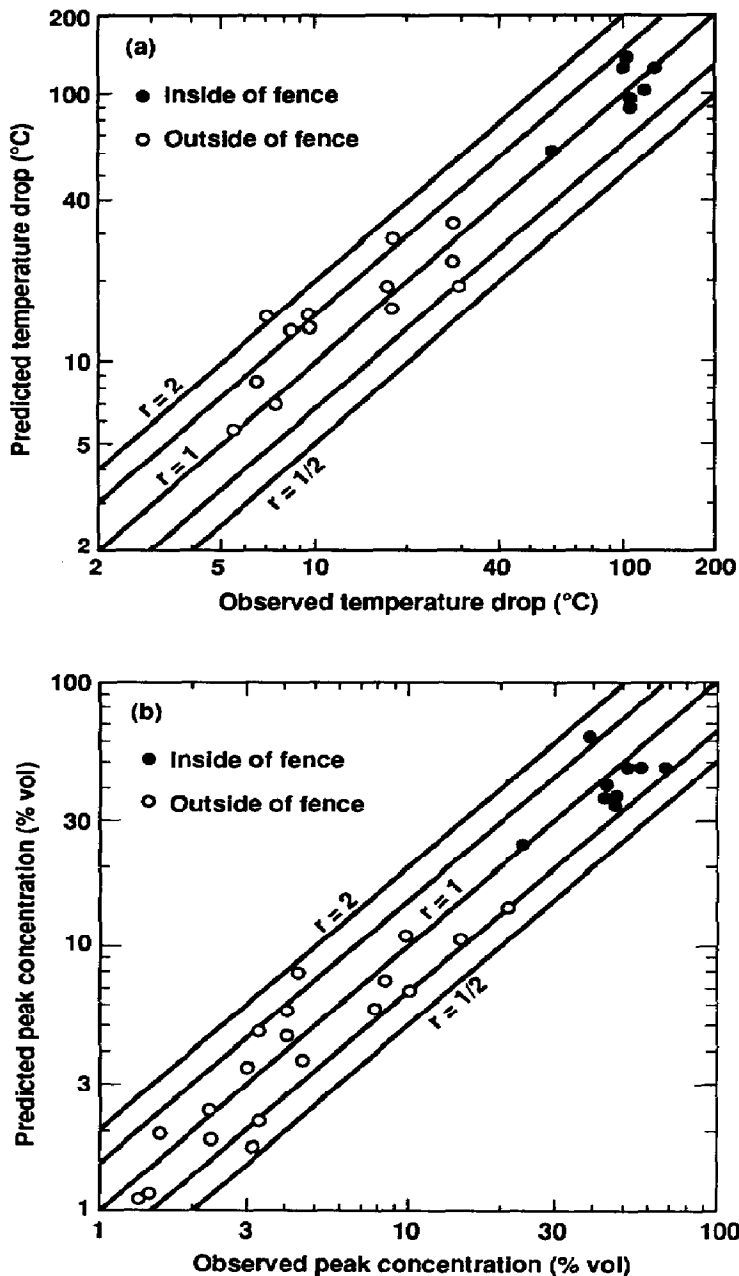 (a)
● Inside of fence
○ Outside of fence
200
100
40
10
5
2
Predicted temperature drop (°C)
r = 2
r = 1
r = 1/2
2 5 10 40 100 200
Observed temperature drop (°C)
(b)
● Inside of fence
○ Outside of fence
100
30
10
3
1
Predicted peak concentration (% vol)
r = 2
r = 1
r = 1/2
1 3 10 30 100
Observed peak concentration (% vol)